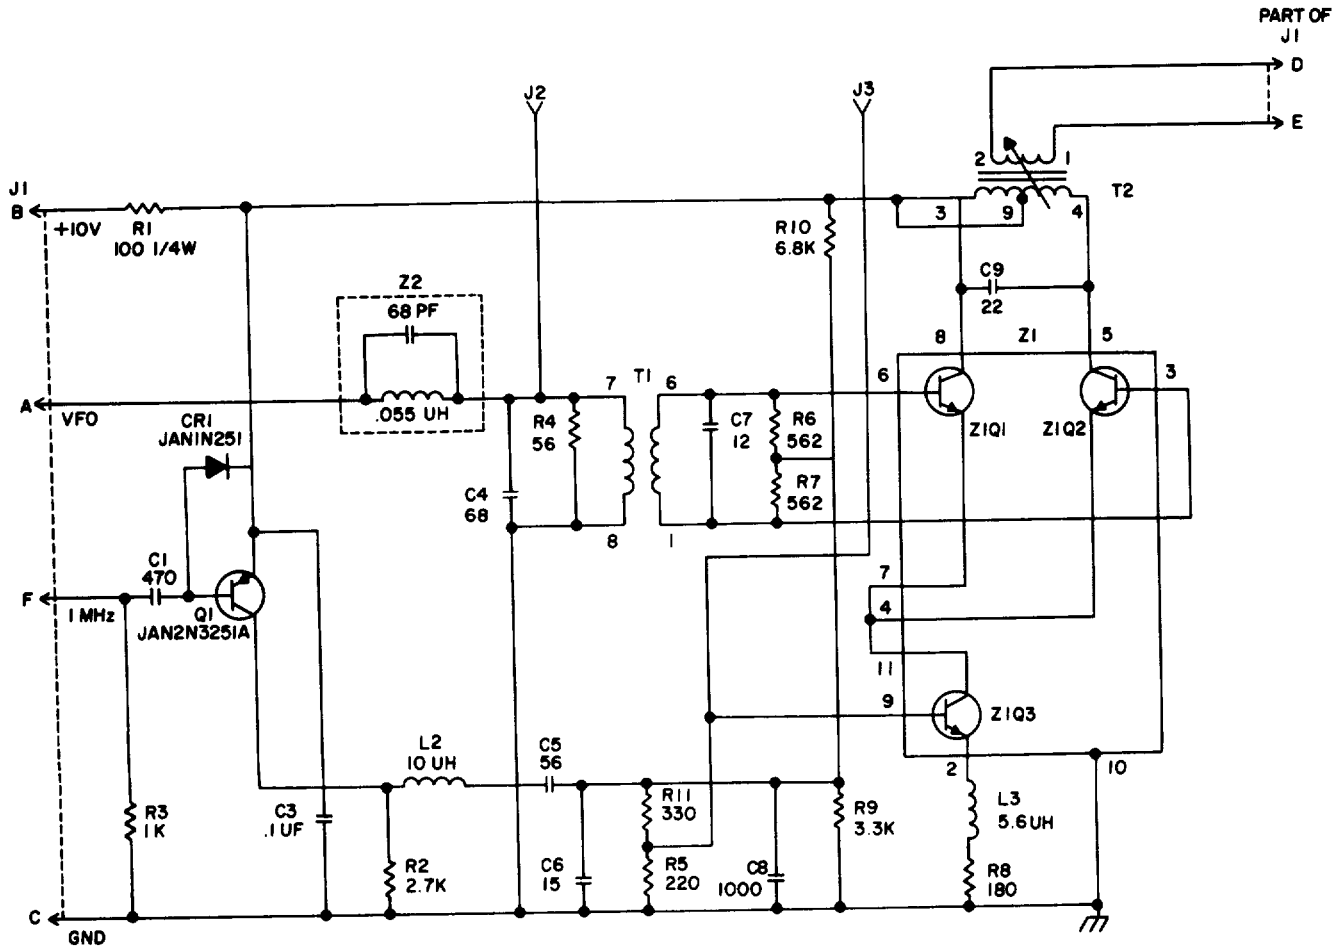 PART OF
J1
D
E
J2
J3
2
1
T2
J1
B
+10V
R1
100 1/4W
3
9
4
R10
6.8K
C9
22
Z2
68 PF
.055 UH
8
Z1
5
A
VFO
7
T1
6
6
3
CR1
JAN1N251
R4
56
C7
12
R6
562
Z1Q1
Z1Q2
C4
68
R7
562
8
1
C1
470
7
F
1 MHz
Q1
JAN2N3251A
4
11
9
Z1Q3
L2
10 UH
C5
56
2
10
R3
1K
C3
.1UF
R11
330
R9
3.3K
L3
5.6UH
R2
2.7K
C6
15
R5
220
C8
1000
R8
180
C
GND